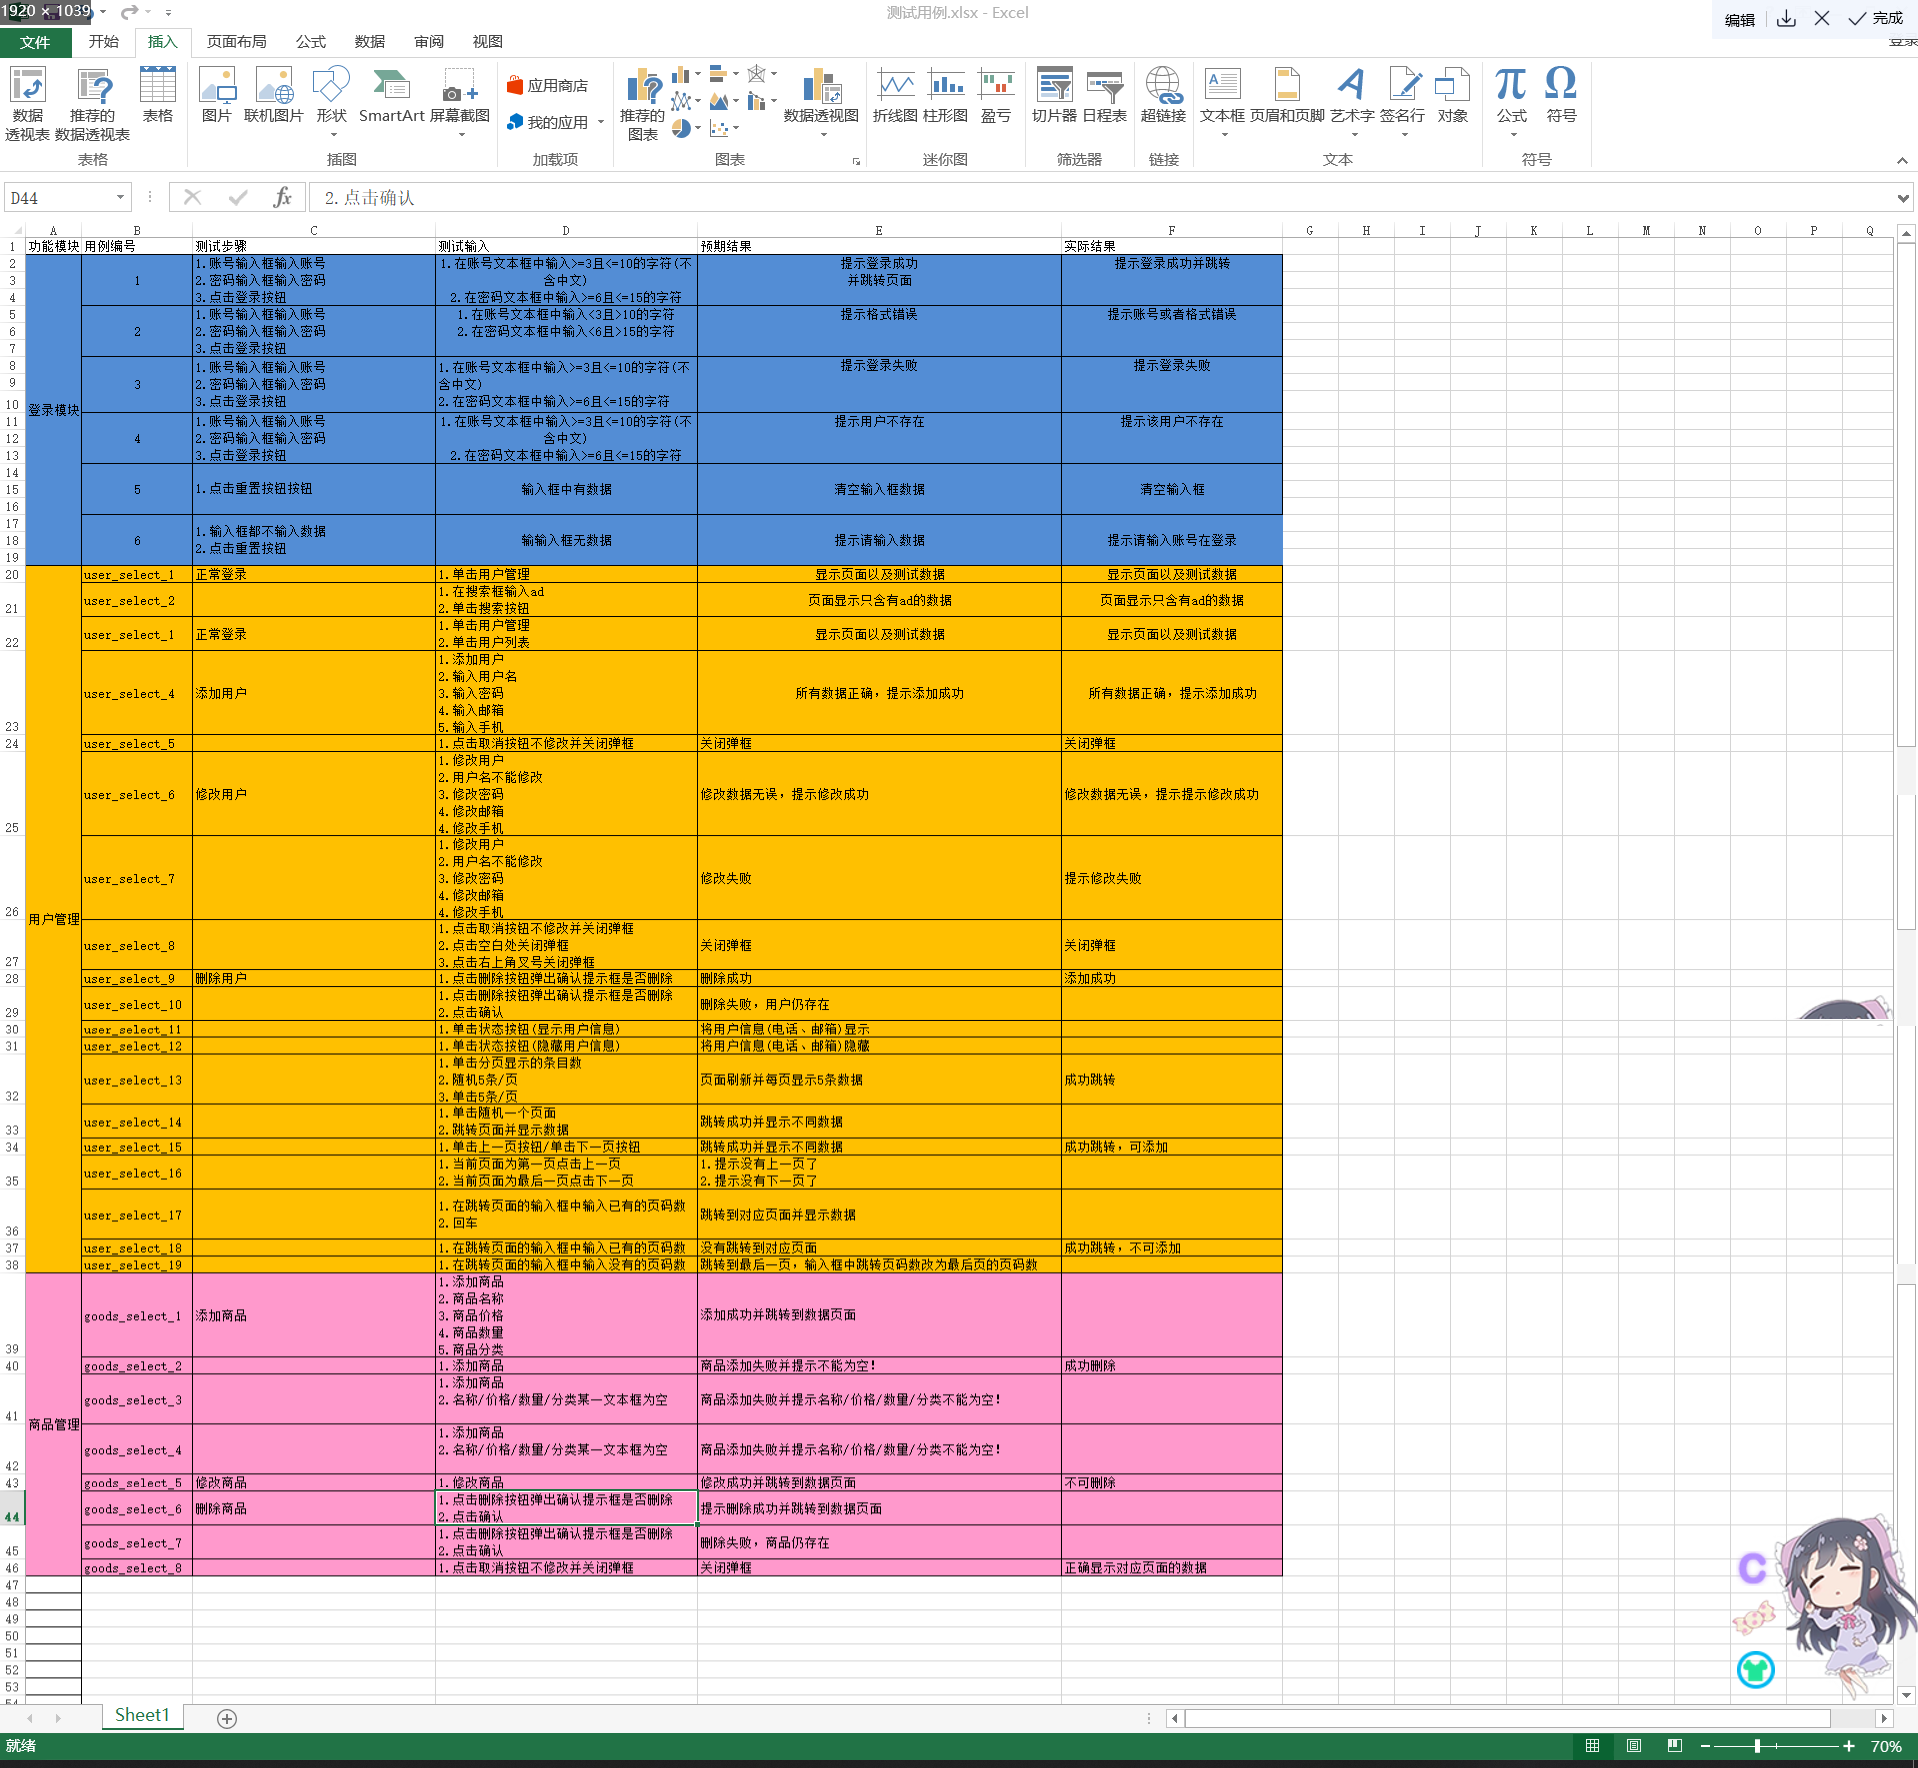 1920 × 1039
测试用例.xlsx - Excel
编辑
完成
登录
文件 开始 插入 页面布局 公式 数据 审阅 视图
数据
透视表
推荐的
数据透视表
表格
图片
联机图片
形状
SmartArt
屏幕截图
应用商店
我的应用
推荐的
图表
数据透视图
折线图
柱形图
盈亏
切片器
日程表
超链接
文本框
页眉和页脚
艺术字
签名行
对象
公式
符号
表格
插图
加载项
图表
迷你图
筛选器
链接
文本
符号
D44
fx
2.点击确认
A B C D E F G H I J K L M N O P Q
1 功能模块 用例编号 测试步骤 测试输入 预期结果 实际结果
登录模块
1
1.账号输入框输入账号
2.密码输入框输入密码
3.点击登录按钮
1.在账号文本框中输入>=3且<=10的字符(不
含中文)
2.在密码文本框中输入>=6且<=15的字符
提示登录成功
并跳转页面
提示登录成功并跳转
2
1.账号输入框输入账号
2.密码输入框输入密码
3.点击登录按钮
1.在账号文本框中输入<3且>10的字符
2.在密码文本框中输入<6且>15的字符
提示格式错误
提示账号或者格式错误
3
1.账号输入框输入账号
2.密码输入框输入密码
3.点击登录按钮
1.在账号文本框中输入>=3且<=10的字符(不
含中文)
2.在密码文本框中输入>=6且<=15的字符
提示登录失败
提示登录失败
4
1.账号输入框输入账号
2.密码输入框输入密码
3.点击登录按钮
1.在账号文本框中输入>=3且<=10的字符(不
含中文)
2.在密码文本框中输入>=6且<=15的字符
提示用户不存在
提示该用户不存在
5
1.点击重置按钮按钮
输入框中有数据
清空输入框数据
清空输入框
6
1.输入框都不输入数据
2.点击重置按钮
输输入框无数据
提示请输入数据
提示请输入账号在登录
用户管理
20 user_select_1 正常登录 1.单击用户管理 显示页面以及测试数据 显示页面以及测试数据
21 user_select_2
1.在搜索框输入ad
2.单击搜索按钮
页面显示只含有ad的数据
页面显示只含有ad的数据
22 user_select_1 正常登录
1.单击用户管理
2.单击用户列表
显示页面以及测试数据
显示页面以及测试数据
23 user_select_4 添加用户
1.添加用户
2.输入用户名
3.输入密码
4.输入邮箱
5.输入手机
所有数据正确，提示添加成功
所有数据正确，提示添加成功
24 user_select_5 1.点击取消按钮不修改并关闭弹框 关闭弹框 关闭弹框
25 user_select_6 修改用户
1.修改用户
2.用户名不能修改
3.修改密码
4.修改邮箱
4.修改手机
修改数据无误，提示修改成功
修改数据无误，提示提示修改成功
26 user_select_7
1.修改用户
2.用户名不能修改
3.修改密码
4.修改邮箱
4.修改手机
修改失败
提示修改失败
27 user_select_8
1.点击取消按钮不修改并关闭弹框
2.点击空白处关闭弹框
3.点击右上角叉号关闭弹框
关闭弹框
关闭弹框
28 user_select_9 删除用户 1.点击删除按钮弹出确认提示框是否删除 删除成功 添加成功
29 user_select_10
1.点击删除按钮弹出确认提示框是否删除
2.点击确认
删除失败，用户仍存在
30 user_select_11 1.单击状态按钮(显示用户信息) 将用户信息(电话、邮箱)显示
31 user_select_12 1.单击状态按钮(隐藏用户信息) 将用户信息(电话、邮箱)隐藏
32 user_select_13
1.单击分页显示的条目数
2.随机5条/页
3.单击5条/页
页面刷新并每页显示5条数据
成功跳转
33 user_select_14
1.单击随机一个页面
2.跳转页面并显示数据
跳转成功并显示不同数据
34 user_select_15 1.单击上一页按钮/单击下一页按钮 跳转成功并显示不同数据 成功跳转，可添加
35 user_select_16
1.当前页面为第一页点击上一页
2.当前页面为最后一页点击下一页
1.提示没有上一页了
2.提示没有下一页了
36 user_select_17
1.在跳转页面的输入框中输入已有的页码数
2.回车
跳转到对应页面并显示数据
37 user_select_18 1.在跳转页面的输入框中输入已有的页码数 没有跳转到对应页面 成功跳转，不可添加
38 user_select_19 1.在跳转页面的输入框中输入没有的页码数 跳转到最后一页，输入框中跳转页码数改为最后页的页码数
商品管理
39 goods_select_1 添加商品
1.添加商品
2.商品名称
3.商品价格
4.商品数量
5.商品分类
添加成功并跳转到数据页面
40 goods_select_2 1.添加商品 商品添加失败并提示不能为空！ 成功删除
41 goods_select_3
1.添加商品
2.名称/价格/数量/分类某一文本框为空
商品添加失败并提示名称/价格/数量/分类不能为空！
42 goods_select_4
1.添加商品
2.名称/价格/数量/分类某一文本框为空
商品添加失败并提示名称/价格/数量/分类不能为空！
43 goods_select_5 修改商品 1.修改商品 修改成功并跳转到数据页面 不可删除
44 goods_select_6 删除商品
1.点击删除按钮弹出确认提示框是否删除
2.点击确认
提示删除成功并跳转到数据页面
45 goods_select_7
1.点击删除按钮弹出确认提示框是否删除
2.点击确认
删除失败，商品仍存在
46 goods_select_8 1.点击取消按钮不修改并关闭弹框 关闭弹框 正确显示对应页面的数据
47
48
49
50
51
52
53
54
C
Sheet1
就绪
70%